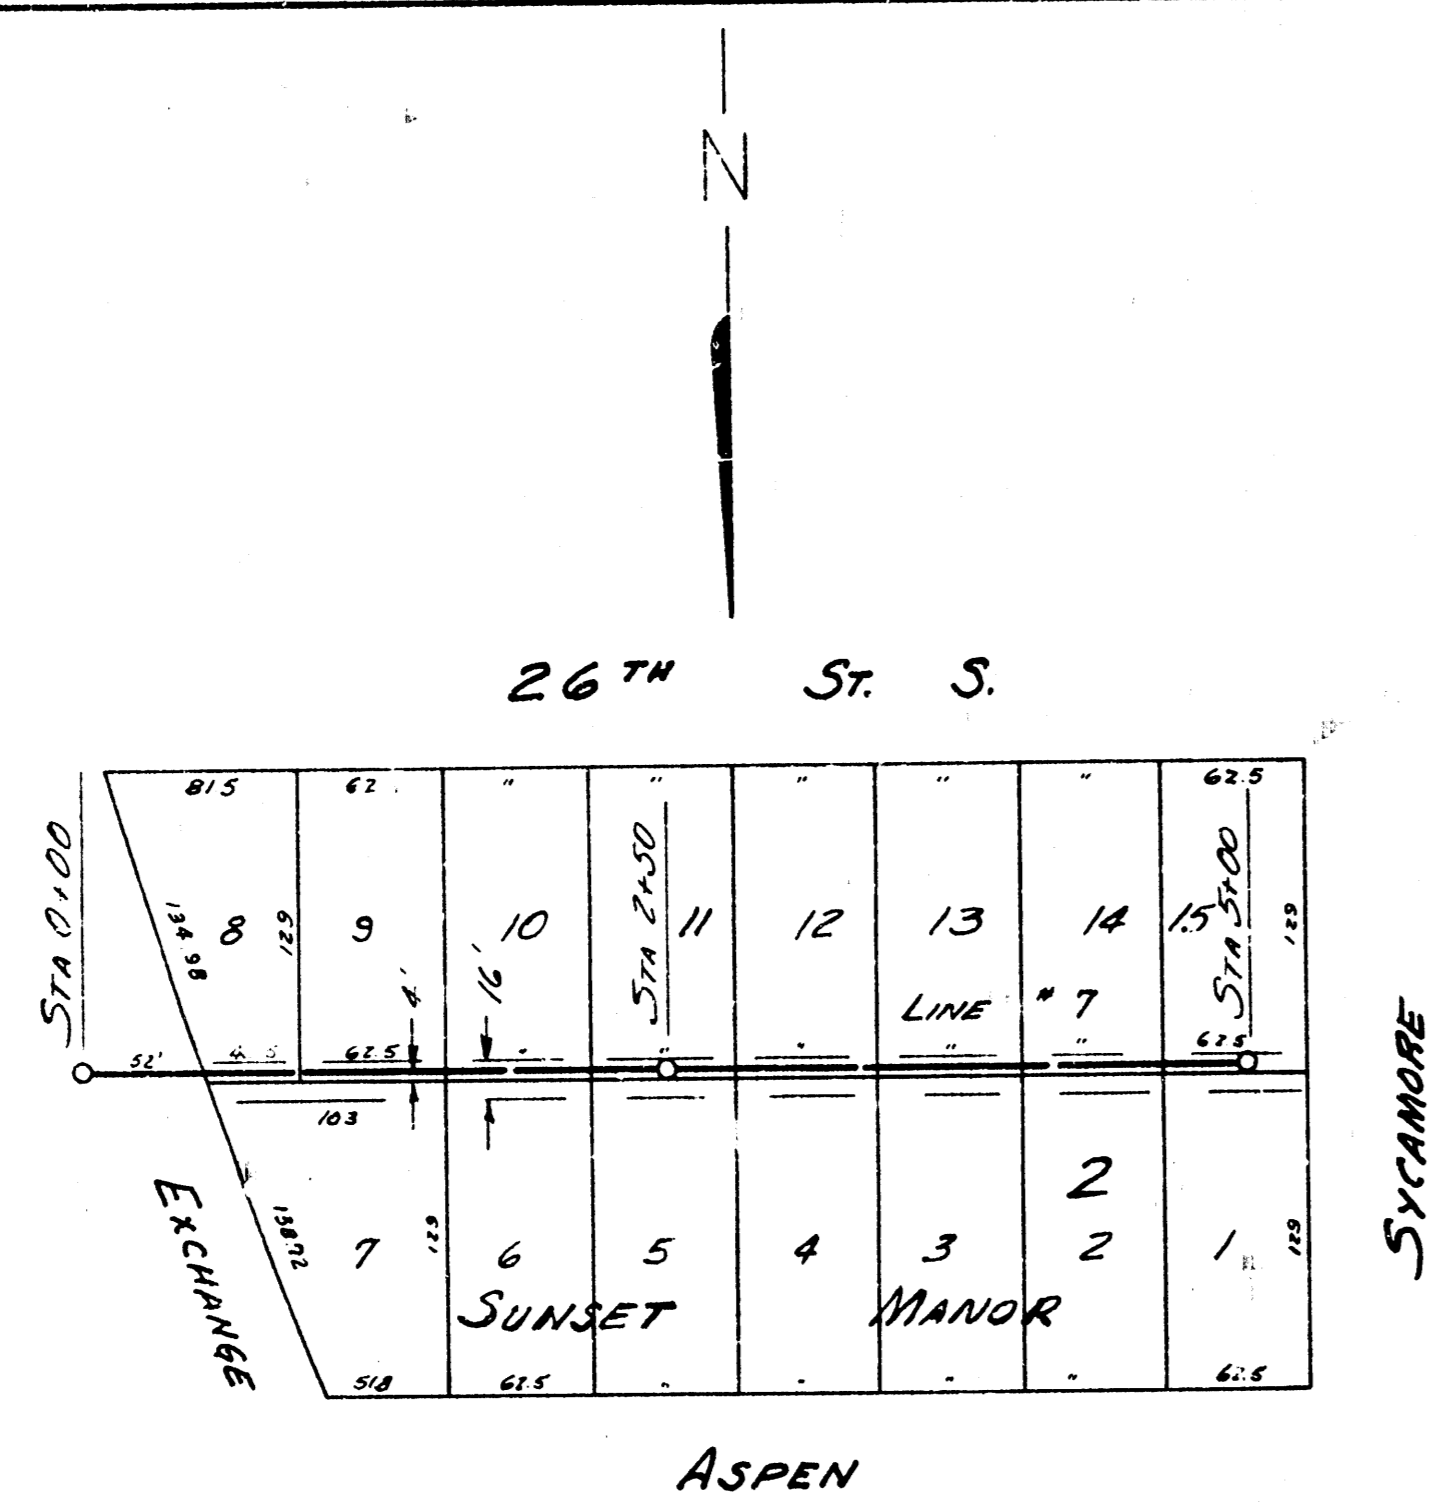 N
26TH ST. S.
815 62 " " " " " 62.5
STA 0+00
STA 2+50
STA 5+00
134.98
8
129
9
10
11
12
13
14
15
129
4'
16'
LINE #7
52' 62.5 " " " " " 62.5
103
EXCHANGE
138.72
7
129
6
5
4
3
2
2
1
129
SUNSET MANOR
518 62.5 " " " " 62.5
SYCAMORE
ASPEN